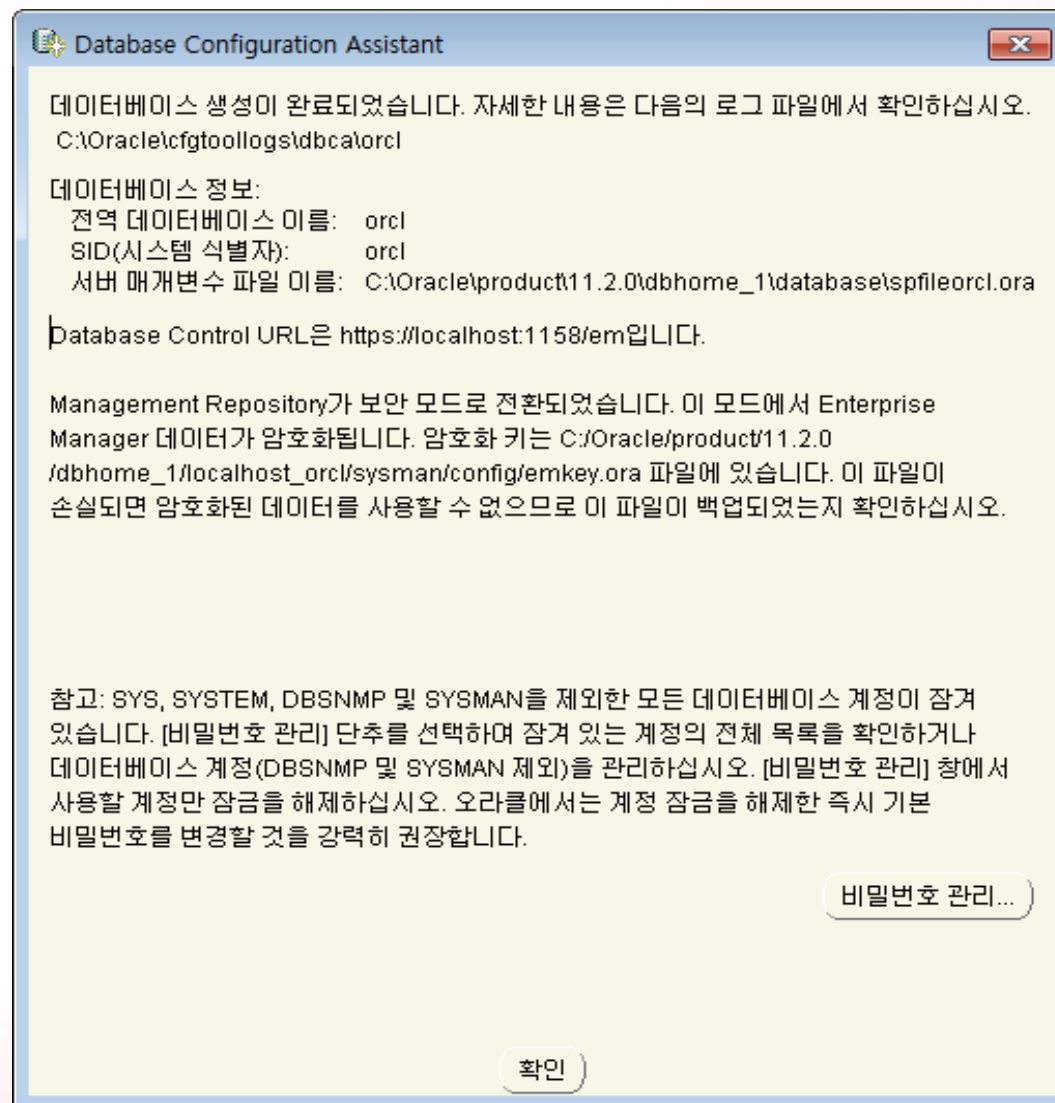 Database Configuration Assistant
데이터베이스 생성이 완료되었습니다. 자세한 내용은 다음의 로그 파일에서 확인하십시오.
C:\Oracle\cfgtoollogs\dbca\orcl
데이터베이스 정보:
전역 데이터베이스 이름: orcl
SID(시스템 식별자): orcl
서버 매개변수 파일 이름: C:\Oracle\product\11.2.0\dbhome_1\database\spfileorcl.ora
Database Control URL은 https://localhost:1158/em입니다.
Management Repository가 보안 모드로 전환되었습니다. 이 모드에서 Enterprise
Manager 데이터가 암호화됩니다. 암호화 키는 C:/Oracle/product/11.2.0
/dbhome_1/localhost_orcl/sysman/config/emkey.ora 파일에 있습니다. 이 파일이
손실되면 암호화된 데이터를 사용할 수 없으므로 이 파일이 백업되었는지 확인하십시오.
참고: SYS, SYSTEM, DBSNMP 및 SYSMAN을 제외한 모든 데이터베이스 계정이 잠겨
있습니다. [비밀번호 관리] 단추를 선택하여 잠겨 있는 계정의 전체 목록을 확인하거나
데이터베이스 계정(DBSNMP 및 SYSMAN 제외)을 관리하십시오. [비밀번호 관리] 창에서
사용할 계정만 잠금을 해제하십시오. 오라클에서는 계정 잠금을 해제한 즉시 기본
비밀번호를 변경할 것을 강력히 권장합니다.
비밀번호 관리...
확인